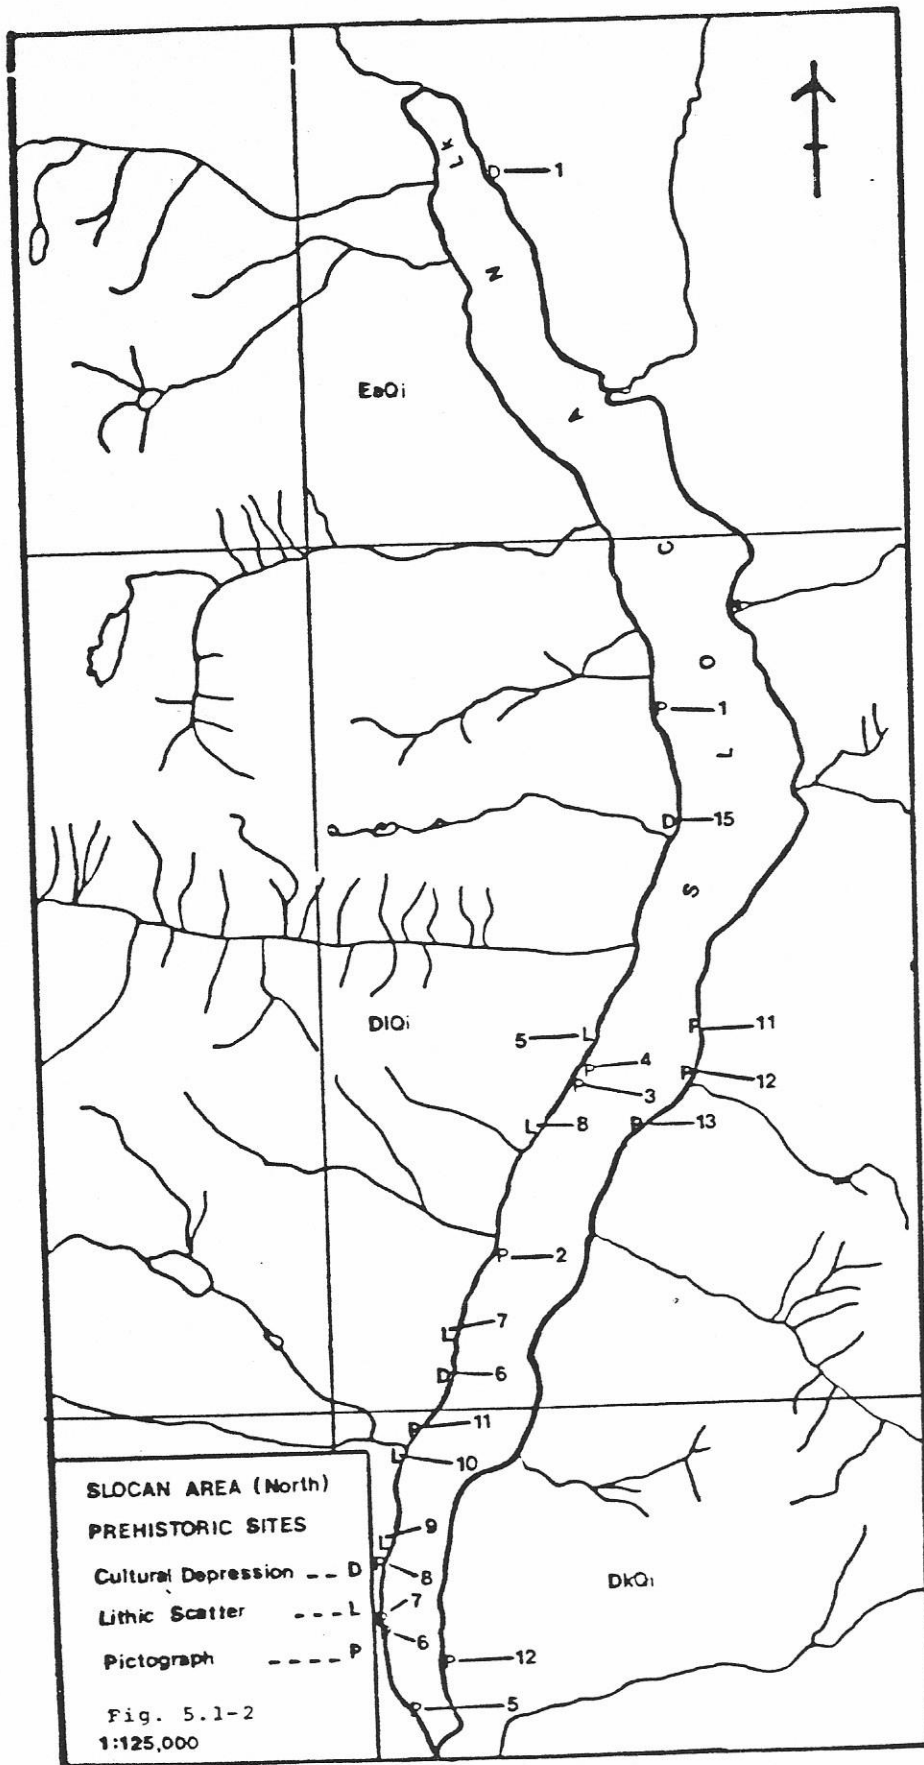 LK
D 1
N
EaQi
A
C
O
P 1
L
D 15
S
DlQi
5 L
P 11
P 4
P 12
P 3
L 8
P 13
P 2
L 7
D 6
P 11
L 10
SLOCAN AREA (North)
PREHISTORIC SITES
Cultural Depression -- D
Lithic Scatter --- L
Pictograph ---- P
Fig. 5.1-2
1:125,000
L 9
P 8
P 7
P 6
DkQi
P 12
P 5